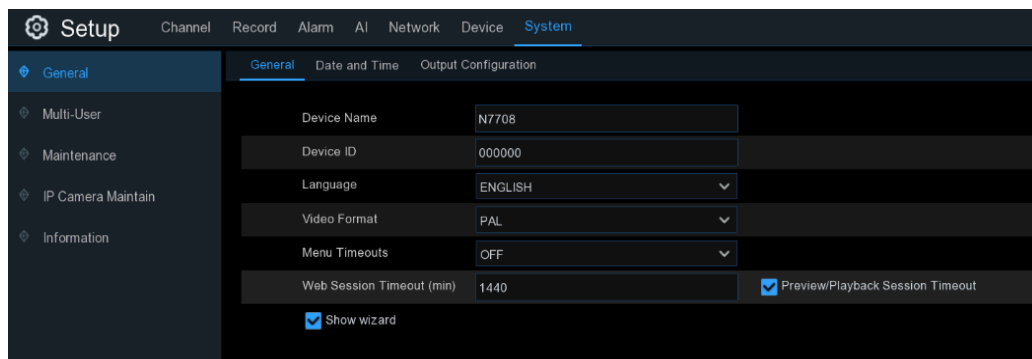 Setup Channel Record Alarm AI Network Device System
General
Multi-User
Maintenance
IP Camera Maintain
Information
General Date and Time Output Configuration
Device Name N7708
Device ID 000000
Language ENGLISH
Video Format PAL
Menu Timeouts OFF
Web Session Timeout (min) 1440 Preview/Playback Session Timeout
Show wizard